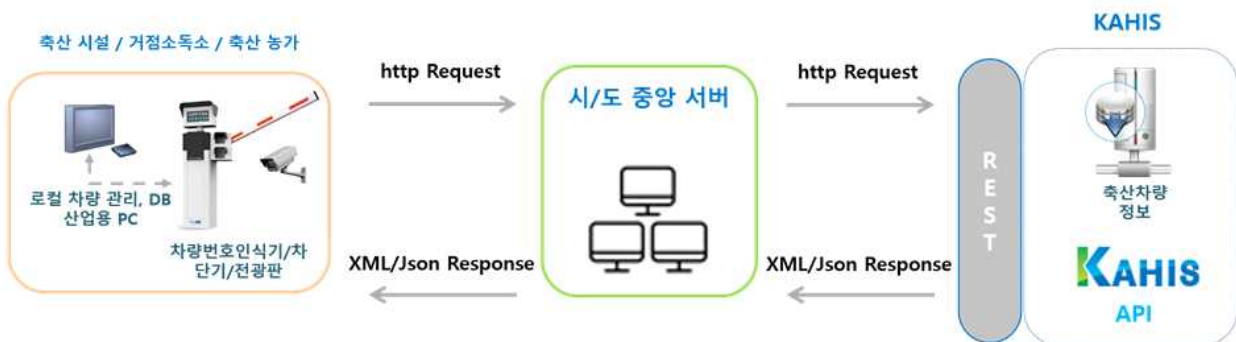 축산 시설 / 거점소독소 / 축산 농가
로컬 차량 관리, DB
산업용 PC
차량번호인식기/차
단기/전광판
http Request
XML/Json Response
시/도 중앙 서버
http Request
XML/Json Response
REST
KAHIS
축산차량
정보
KAHIS
API